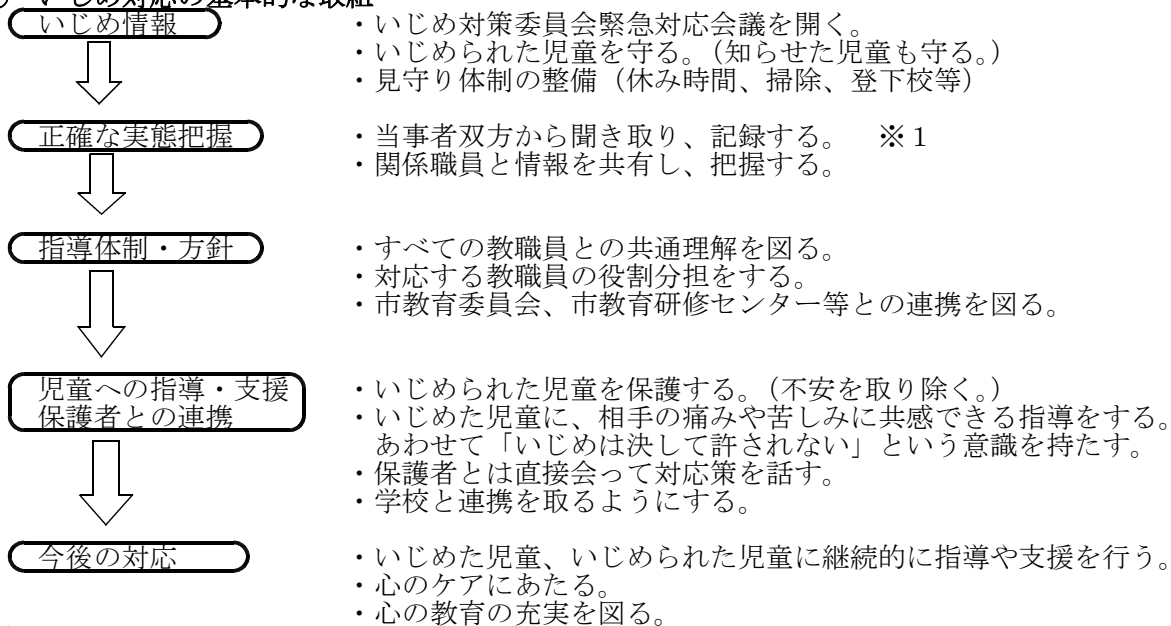 いじめ対応の基本的な取組
いじめ情報 ・いじめ対策委員会緊急対応会議を開く。
・いじめられた児童を守る。(知らせた児童も守る。)
・見守り体制の整備(休み時間、掃除、登下校等)
正確な実態把握 ・当事者双方から聞き取り、記録する。 ※1
・関係職員と情報を共有し、把握する。
指導体制・方針 ・すべての教職員との共通理解を図る。
・対応する教職員の役割分担をする。
・市教育委員会、市教育研修センター等との連携を図る。
児童への指導・支援 ・いじめられた児童を保護する。(不安を取り除く。)
保護者との連携 ・いじめた児童に、相手の痛みや苦しみに共感できる指導をする。
あわせて「いじめは決して許されない」という意識を持たす。
・保護者とは直接会って対応策を話す。
・学校と連携を取るようにする。
今後の対応 ・いじめた児童、いじめられた児童に継続的に指導や支援を行う。
・心のケアにあたる。
・心の教育の充実を図る。